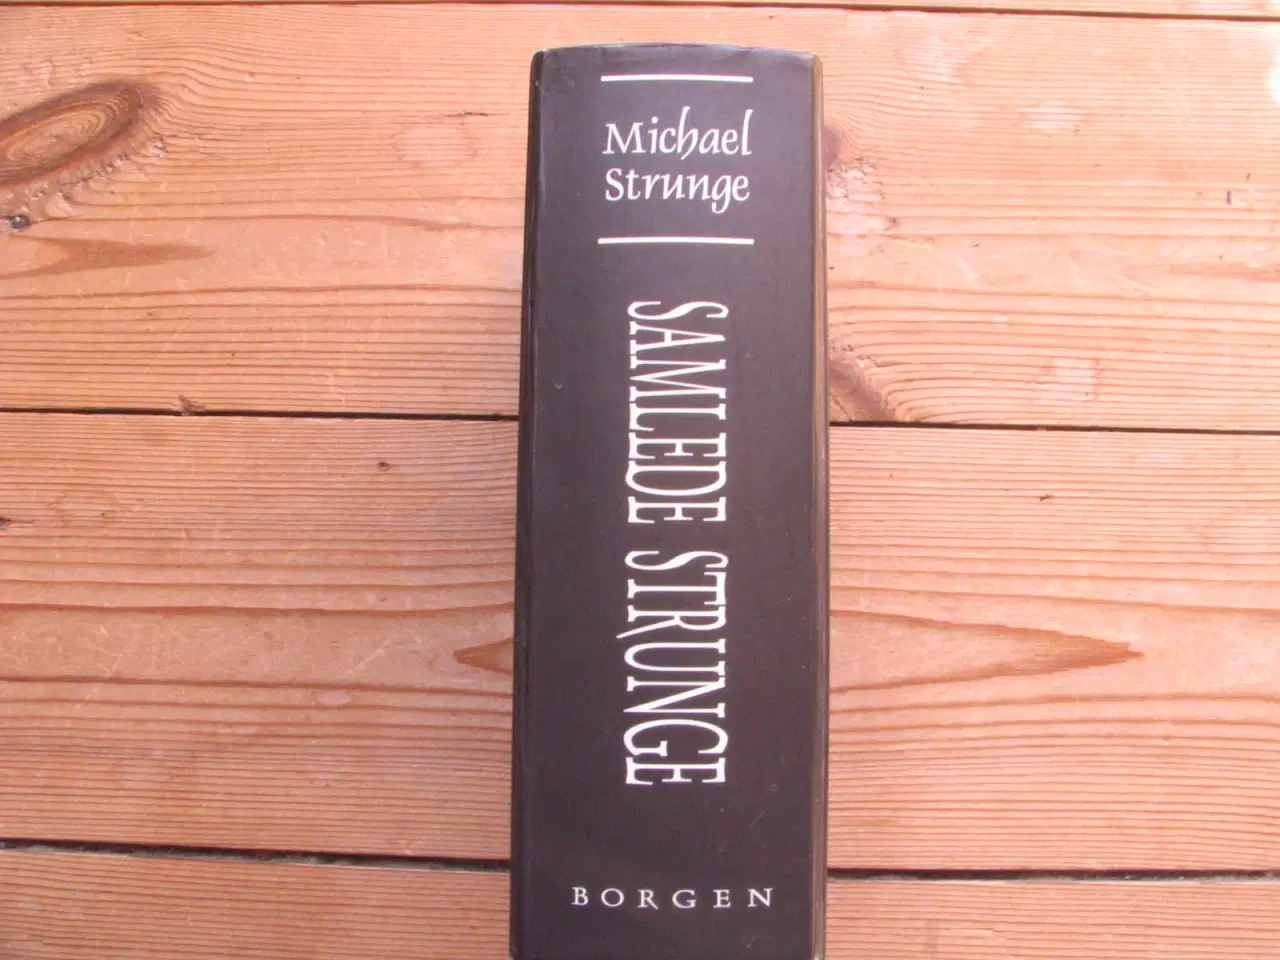 Michael
Strunge
SAMLEDE STRUNGE
BORGEN